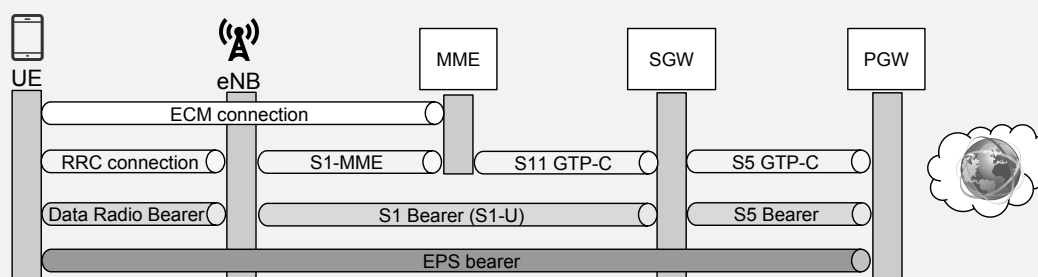 UE
eNB
MME
SGW
PGW
ECM connection
RRC connection
S1-MME
S11 GTP-C
S5 GTP-C
Data Radio Bearer
S1 Bearer (S1-U)
S5 Bearer
EPS bearer